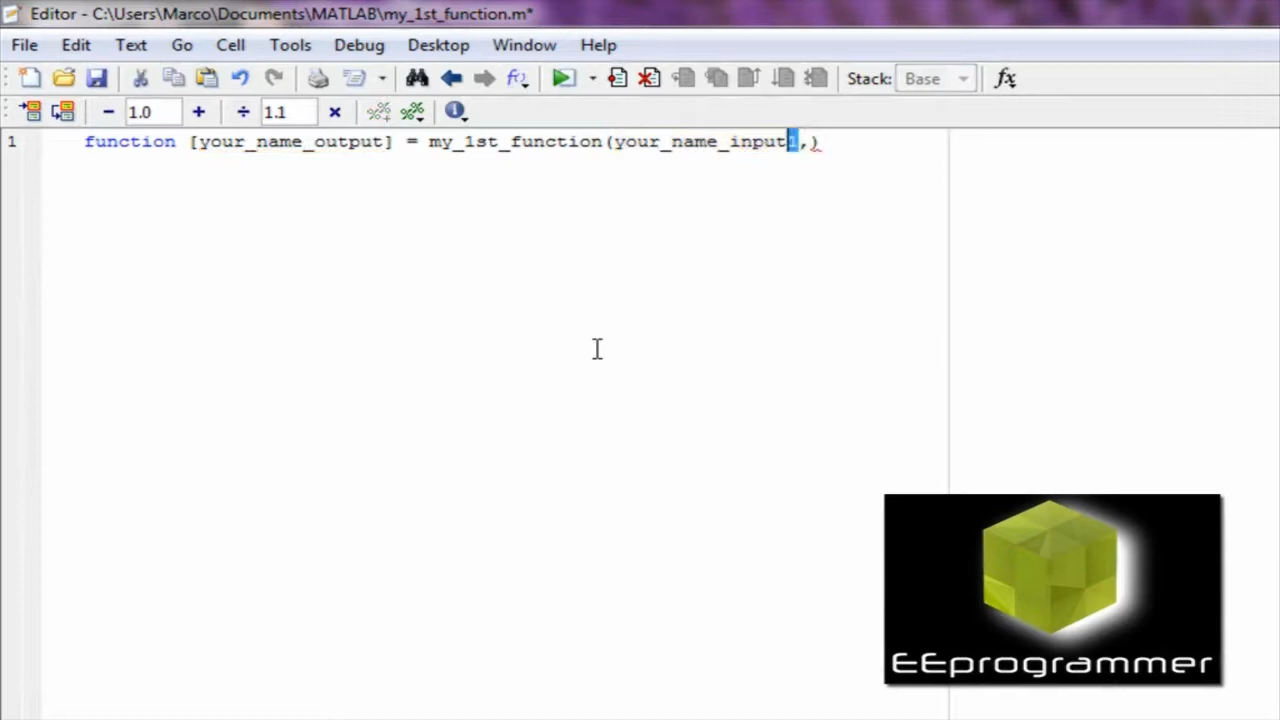 Editor - C:\Users\Marco\Documents\MATLAB\my_1st_function.m*
File Edit Text Go Cell Tools Debug Desktop Window Help
Stack: Base fx
− 1.0 + ÷ 1.1 ×
1 function [your_name_output] = my_1st_function(your_name_input1,)
EEprogrammer